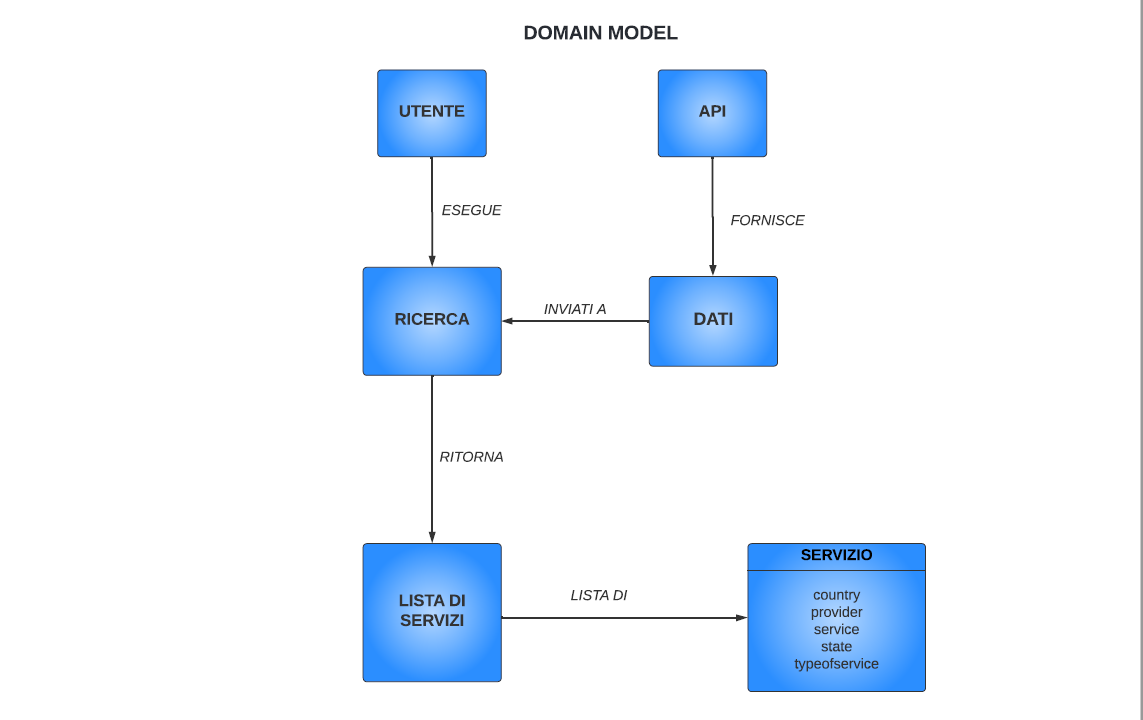 DOMAIN MODEL
UTENTE
API
ESEGUE
FORNISCE
RICERCA
INVIATI A
DATI
RITORNA
LISTA DI
SERVIZI
LISTA DI
SERVIZIO
country
provider
service
state
typeofservice